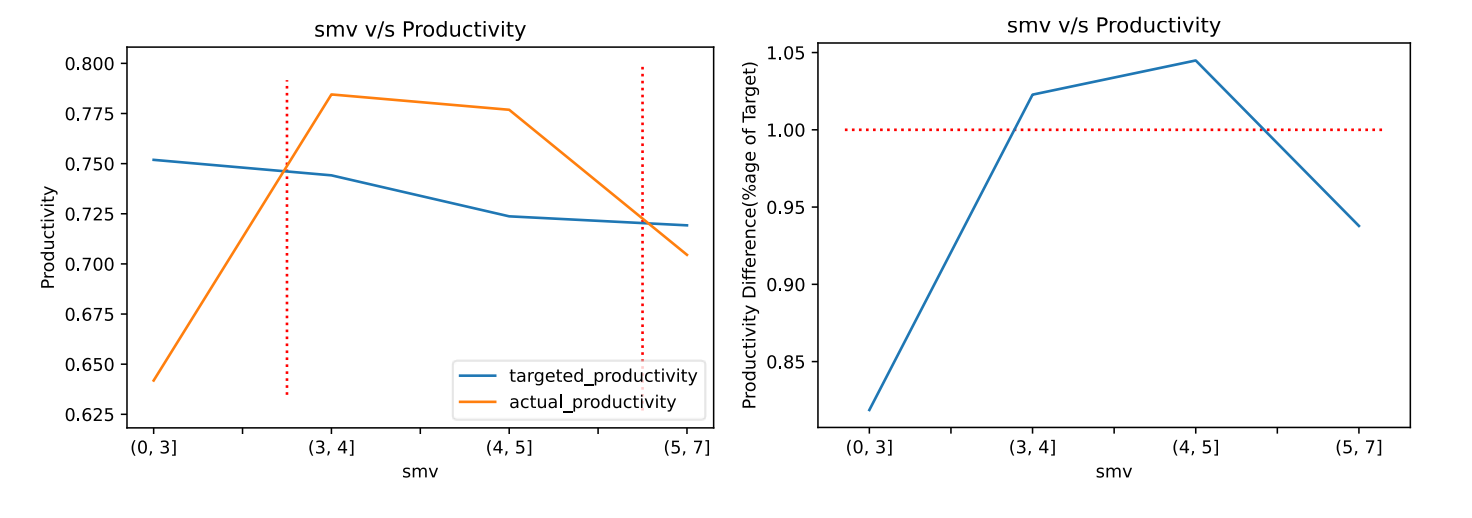 smv v/s Productivity
Productivity
0.800
0.775
0.750
0.725
0.700
0.675
0.650
0.625
targeted_productivity
actual_productivity
(0, 3] (3, 4] (4, 5] (5, 7]
smv
smv v/s Productivity
Productivity Difference(%age of Target)
1.05
1.00
0.95
0.90
0.85
(0, 3] (3, 4] (4, 5] (5, 7]
smv